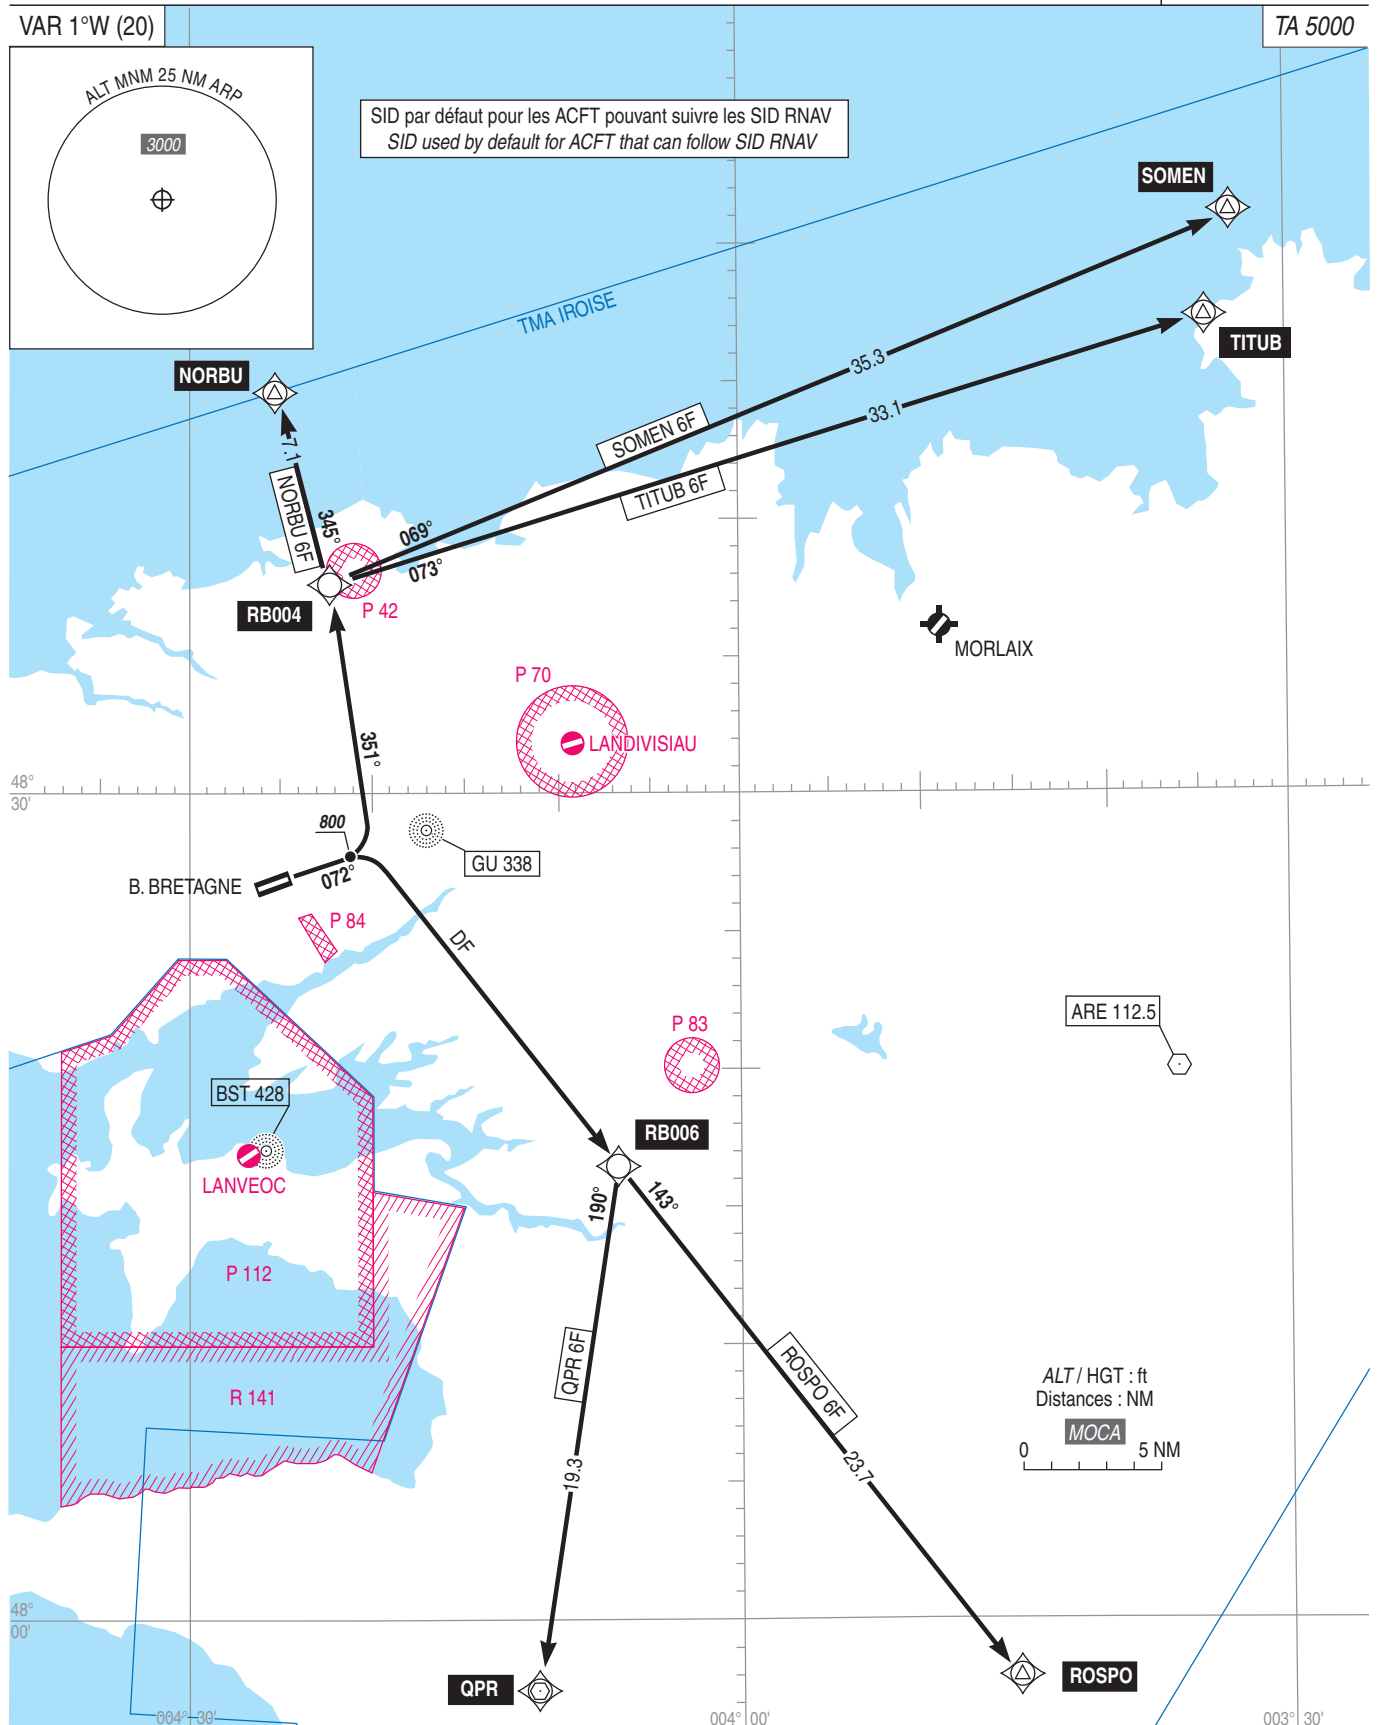 VAR 1°W (20)
TA 5000
ALT MNM 25 NM ARP
3000
SID par défaut pour les ACFT pouvant suivre les SID RNAV
SID used by default for ACFT that can follow SID RNAV
SOMEN
TITUB
TMA IROISE
NORBU
35.3
33.1
7.1
SOMEN 6F
TITUB 6F
NORBU 6F
345°
069°
073°
RB004
P 42
MORLAIX
P 70
LANDIVISIAU
351°
48°
30'
800
GU 338
B. BRETAGNE
072°
P 84
DF
ARE 112.5
P 83
BST 428
RB006
LANVEOC
190°
143°
P 112
QPR 6F
ROSPO 6F
R 141
ALT / HGT : ft
Distances : NM
MOCA
0 5 NM
19.3
23.7
48°
00'
QPR
ROSPO
004° 30'
004° 00'
003° 30'